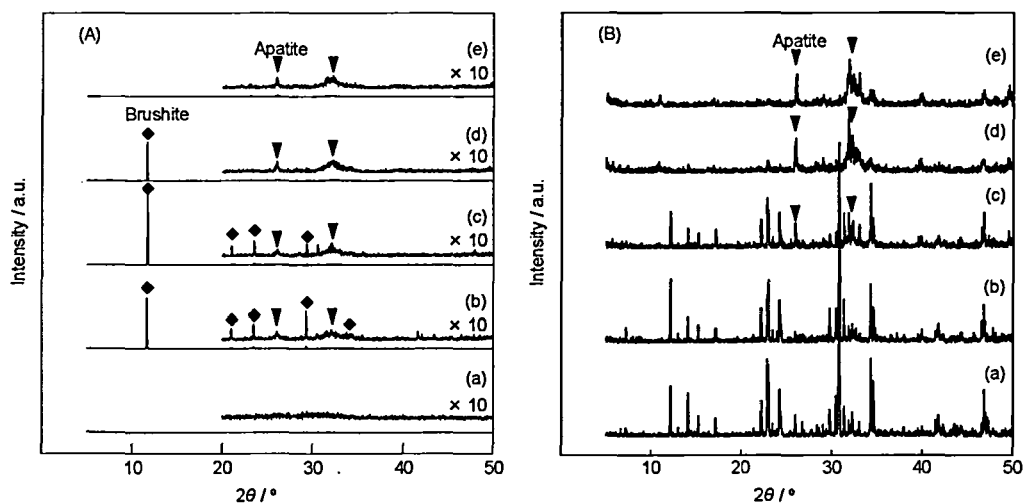 (A)
Apatite
(e)
× 10
Brushite
(d)
× 10
(c)
× 10
(b)
× 10
(a)
× 10
Intensity / a.u.
10 20 30 40 50
2θ / °
(B)
Apatite
(e)
(d)
(c)
(b)
(a)
Intensity / a.u.
10 20 30 40 50
2θ / °